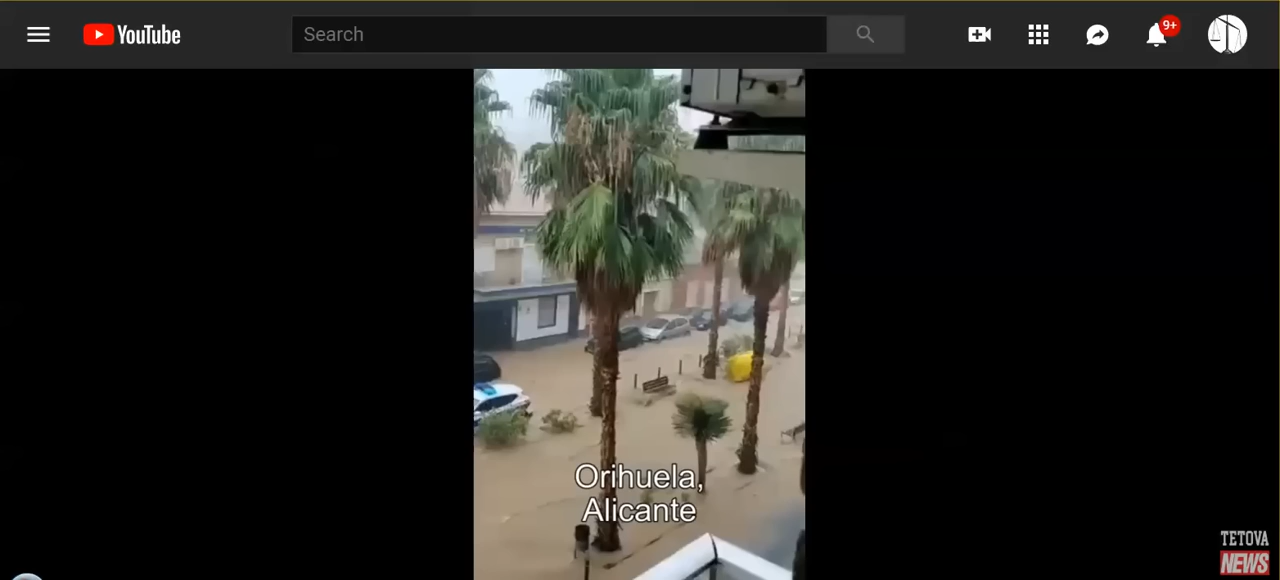 YouTube
Search
9+
Orihuela,
Alicante
TETOVA
NEWS